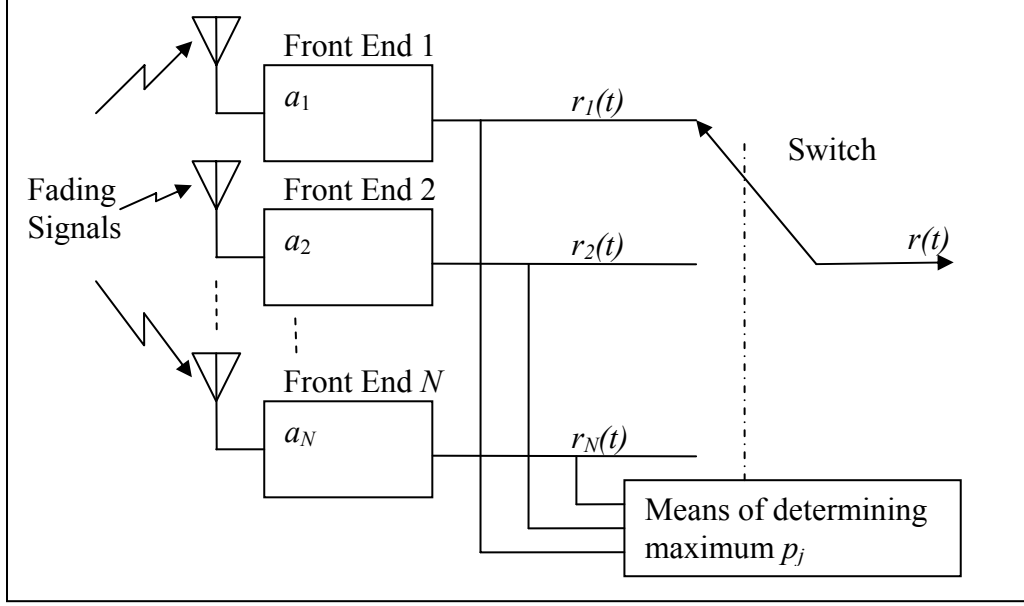 Front End 1
a1
r1(t)
Switch
Fading
Signals
Front End 2
a2
r2(t)
r(t)
Front End N
aN
rN(t)
Means of determining
maximum pj